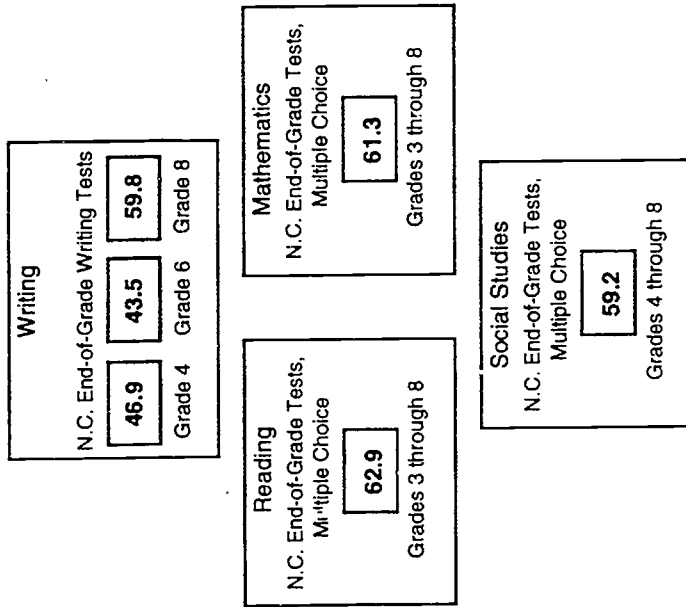 Writing
N.C. End-of-Grade Writing Tests
46.9 43.5 59.8
Grade 4 Grade 6 Grade 8
Reading
N.C. End-of-Grade Tests,
Multiple Choice
62.9
Grades 3 through 8
Mathematics
N.C. End-of-Grade Tests,
Multiple Choice
61.3
Grades 3 through 8
Social Studies
N.C. End-of-Grade Tests,
Multiple Choice
59.2
Grades 4 through 8